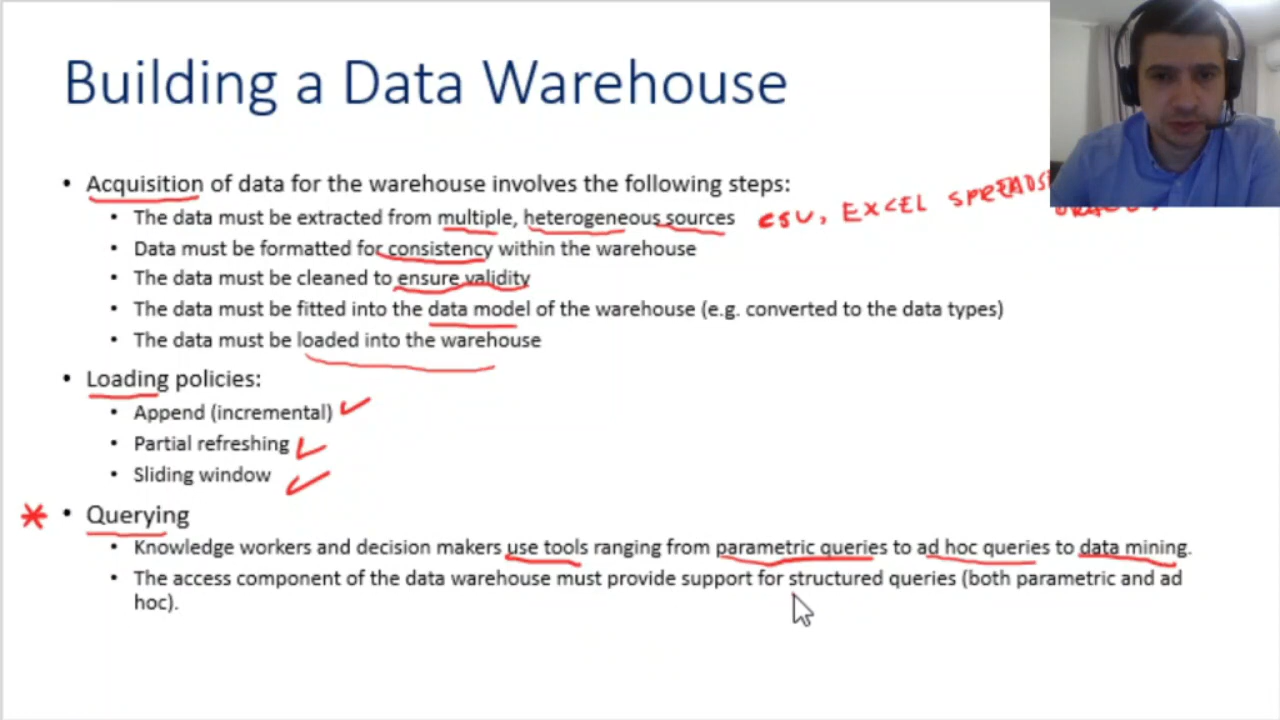 Building a Data Warehouse
• Acquisition of data for the warehouse involves the following steps:
• The data must be extracted from multiple, heterogeneous sources CSV, EXCEL
• Data must be formatted for consistency within the warehouse
• The data must be cleaned to ensure validity
• The data must be fitted into the data model of the warehouse (e.g. converted to the data types)
• The data must be loaded into the warehouse
• Loading policies:
• Append (incremental)
• Partial refreshing
• Sliding window
* • Querying
• Knowledge workers and decision makers use tools ranging from parametric queries to ad hoc queries to data mining.
• The access component of the data warehouse must provide support for structured queries (both parametric and ad
hoc).